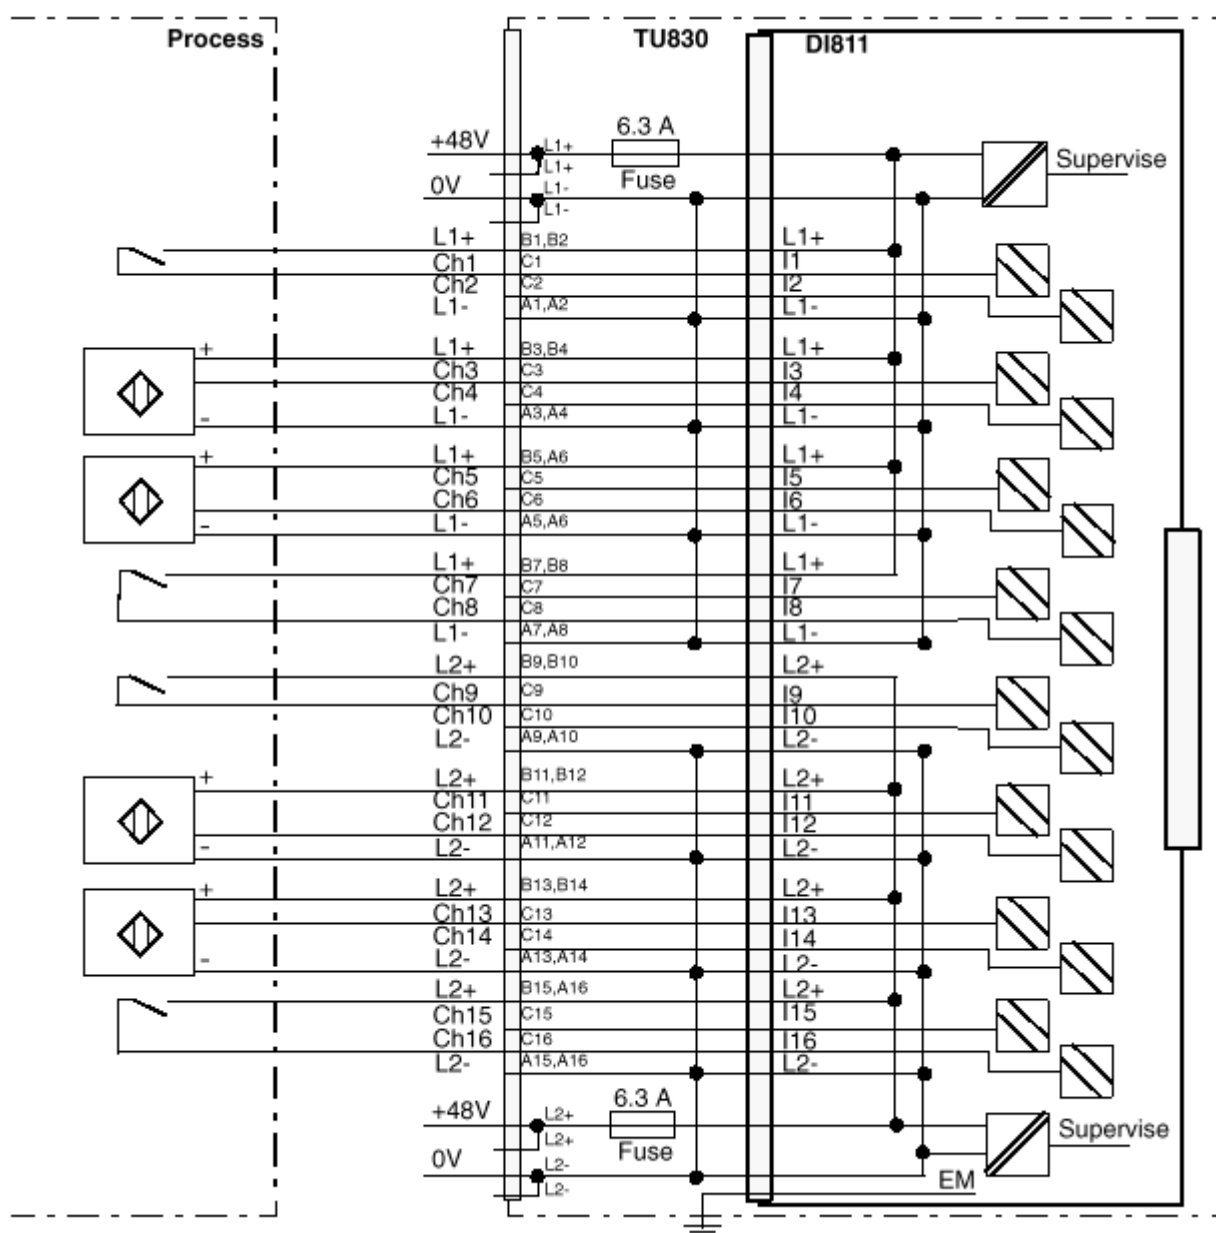 Process TU830 DI811
6.3 A
+48V L1+ Supervise
L1+
Fuse
0V L1-
L1-
L1+ B1,B2 L1+
Ch1 C1 I1
Ch2 C2 I2
L1- A1,A2 L1-
+ L1+ B3,B4 L1+
Ch3 C3 I3
Ch4 C4 I4
- L1- A3,A4 L1-
+ L1+ B5,A6 L1+
Ch5 C5 I5
Ch6 C6 I6
- L1- A5,A6 L1-
L1+ B7,B8 L1+
Ch7 C7 I7
Ch8 C8 I8
L1- A7,A8 L1-
L2+ B9,B10 L2+
Ch9 C9 I9
Ch10 C10 I10
L2- A9,A10 L2-
+ L2+ B11,B12 L2+
Ch11 C11 I11
Ch12 C12 I12
- L2- A11,A12 L2-
+ L2+ B13,B14 L2+
Ch13 C13 I13
Ch14 C14 I14
- L2- A13,A14 L2-
L2+ B15,A16 L2+
Ch15 C15 I15
Ch16 C16 I16
L2- A15,A16 L2-
6.3 A
+48V L2+ Supervise
L2+
Fuse
0V L2-
EM
L2-